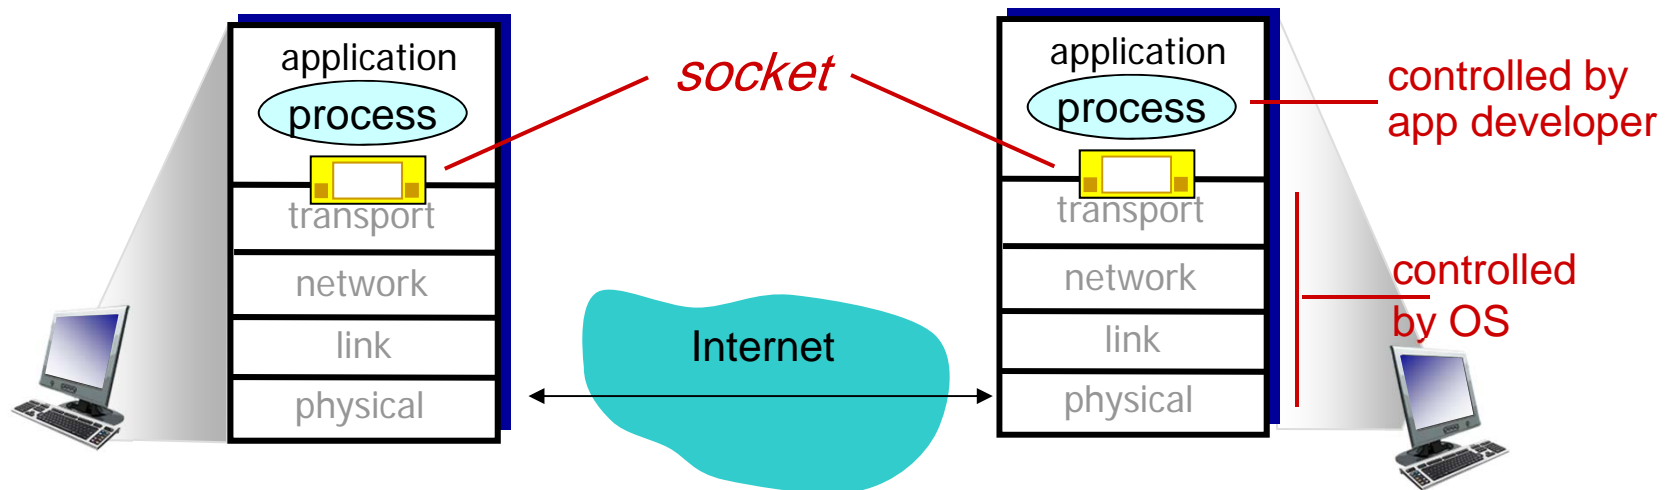 application
process
transport
network
link
physical
socket
Internet
application
process
transport
network
link
physical
controlled by
app developer
controlled
by OS